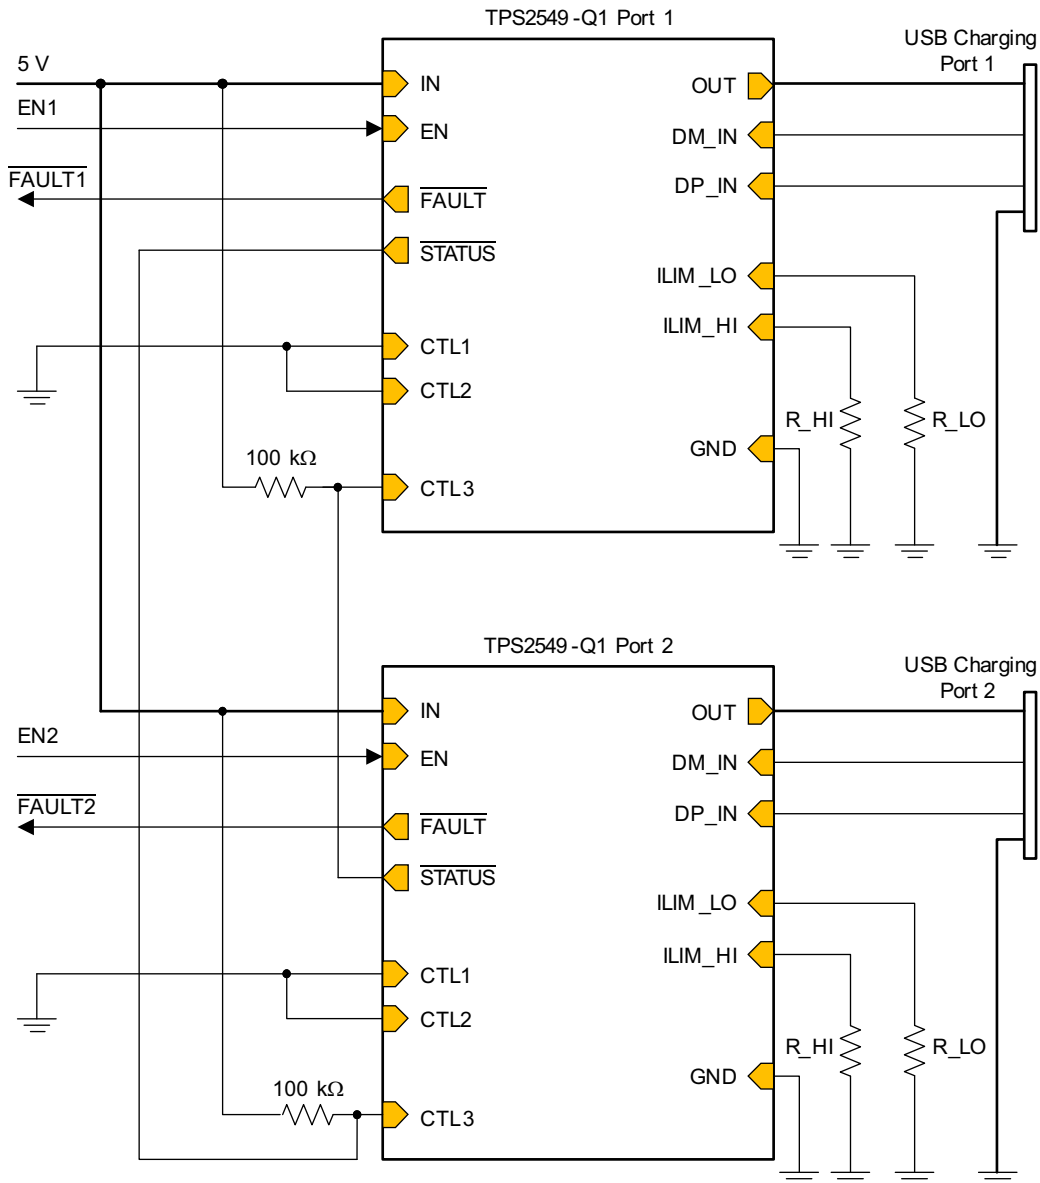 TPS2549-Q1 Port 1
USB Charging
Port 1
5 V
IN
OUT
EN1
EN
DM_IN
FAULT1
FAULT
DP_IN
STATUS
ILIM_LO
ILIM_HI
CTL1
CTL2
R_HI
R_LO
GND
100 kΩ
CTL3
TPS2549-Q1 Port 2
USB Charging
Port 2
IN
OUT
EN2
EN
DM_IN
FAULT2
FAULT
DP_IN
STATUS
ILIM_LO
ILIM_HI
CTL1
CTL2
R_HI
R_LO
GND
100 kΩ
CTL3